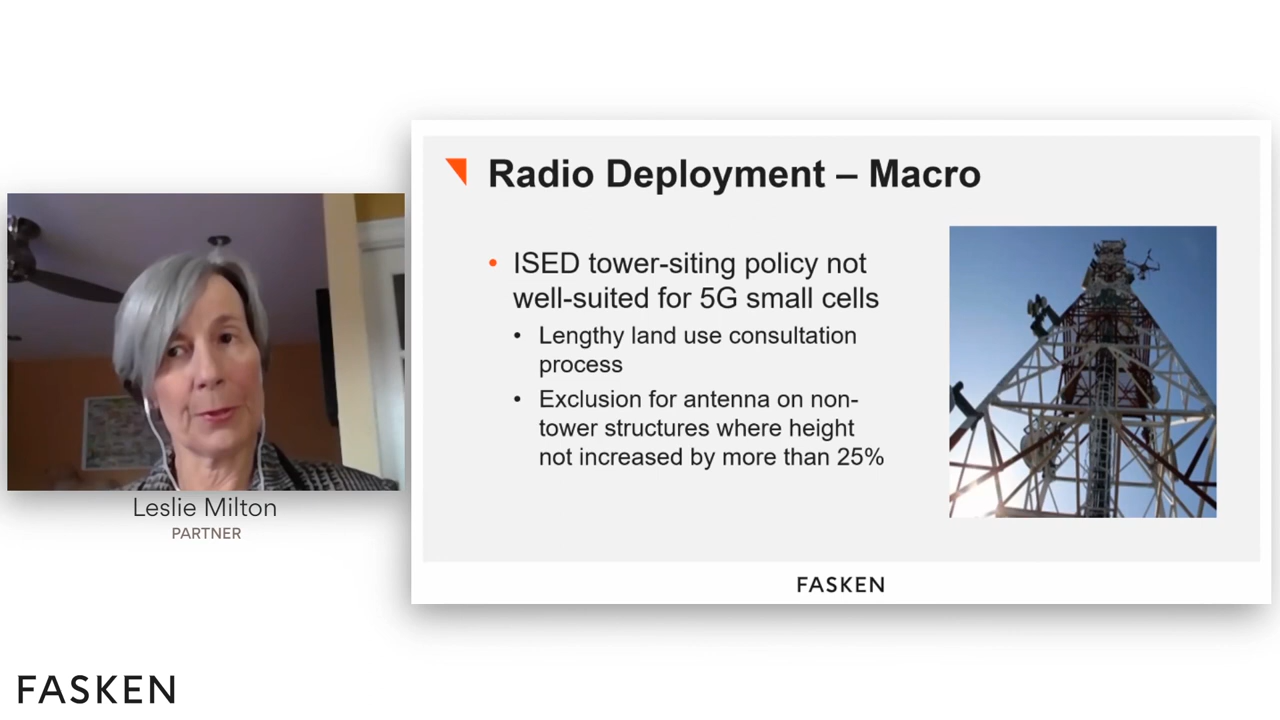 Radio Deployment – Macro
• ISED tower-siting policy not
well-suited for 5G small cells
• Lengthy land use consultation
process
• Exclusion for antenna on non-
tower structures where height
not increased by more than 25%
FASKEN
Leslie Milton
PARTNER
FASKEN